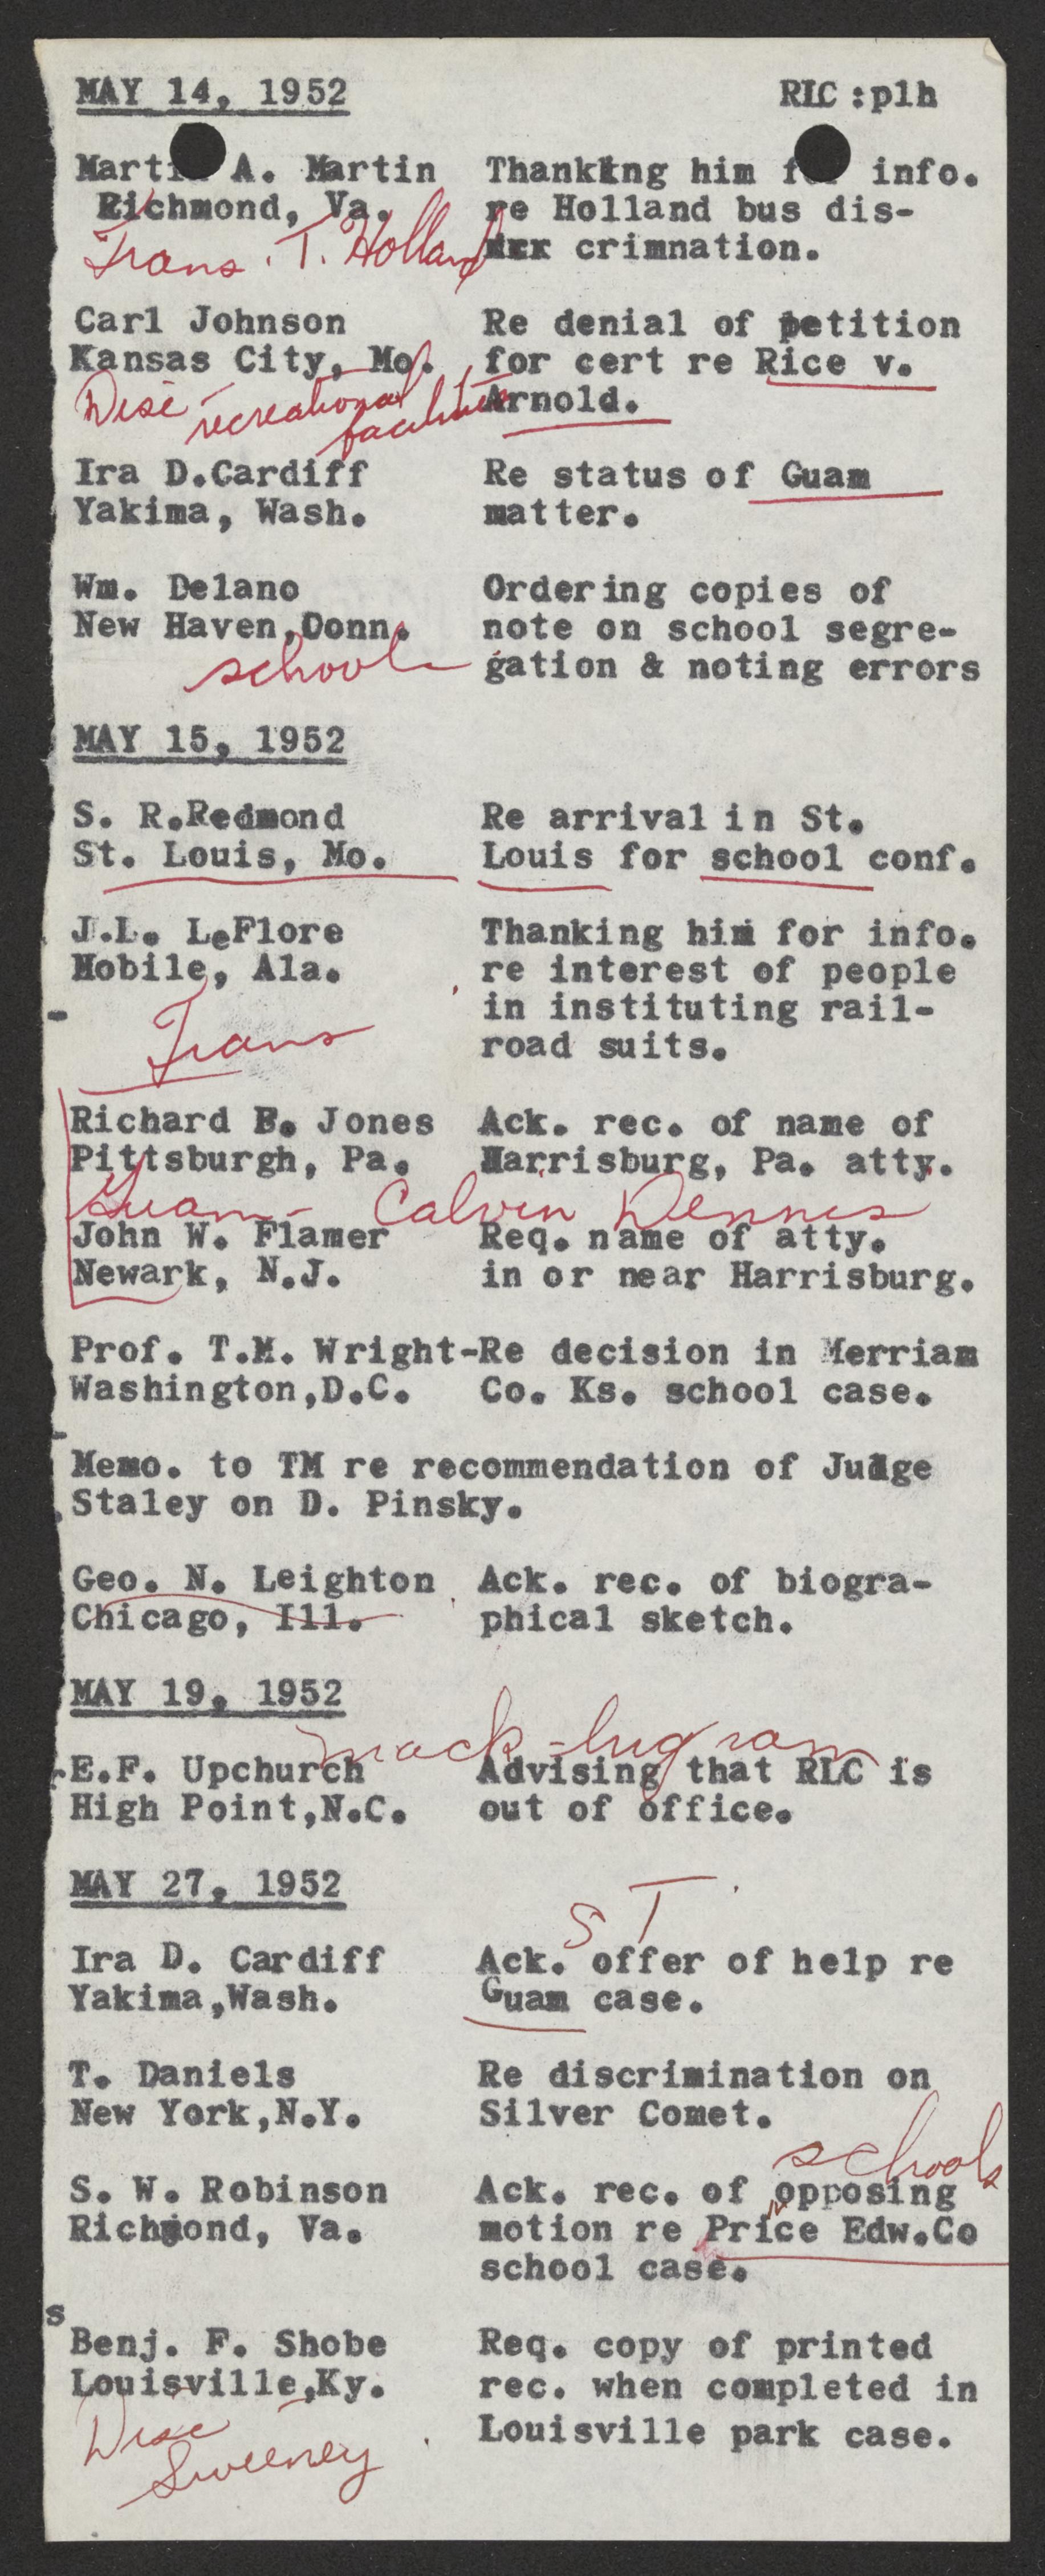 MAY 14, 1952 RLC:plh
Marti A. Martin Thankkng him f info.
Richmond, Va. re Holland bus dis-
Trans. T. Holland xxx crimnation.
Carl Johnson Re denial of petition
Kansas City, Mo. for cert re Rice v.
Disc - recreational facilities Arnold.
Ira D.Cardiff Re status of Guam
Yakima, Wash. matter.
Wm. Delano Ordering copies of
New Haven,Conn. note on school segre-
school gation & noting errors
MAY 15, 1952
S. R.Redmond Re arrival in St.
St. Louis, Mo. Louis for school conf.
J.L. LeFlore Thanking him for info.
Mobile, Ala. re interest of people
in instituting rail-
Trans road suits.
Richard F. Jones Ack. rec. of name of
Pittsburgh, Pa. Harrisburg, Pa. atty.
Guam - Calvin Dennis
John W. Flamer Req. name of atty.
Newark, N.J. in or near Harrisburg.
Prof. T.M. Wright-Re decision in Merriam
Washington,D.C. Co. Ks. school case.
Memo. to TM re recommendation of Judge
Staley on D. Pinsky.
Geo. N. Leighton Ack. rec. of biogra-
Chicago, Ill. phical sketch.
MAY 19, 1952
mack-Ingram
E.F. Upchurch Advising that RLC is
High Point,N.C. out of office.
MAY 27, 1952
S T
Ira D. Cardiff Ack. offer of help re
Yakima,Wash. Guam case.
T. Daniels Re discrimination on
New York,N.Y. Silver Comet.
schools
S. W. Robinson Ack. rec. of opposing
Richmond, Va. motion re Price Edw.Co
school case.
s
Benj. F. Shobe Req. copy of printed
Louisville,Ky. rec. when completed in
Disc - Louisville park case.
Sweeney